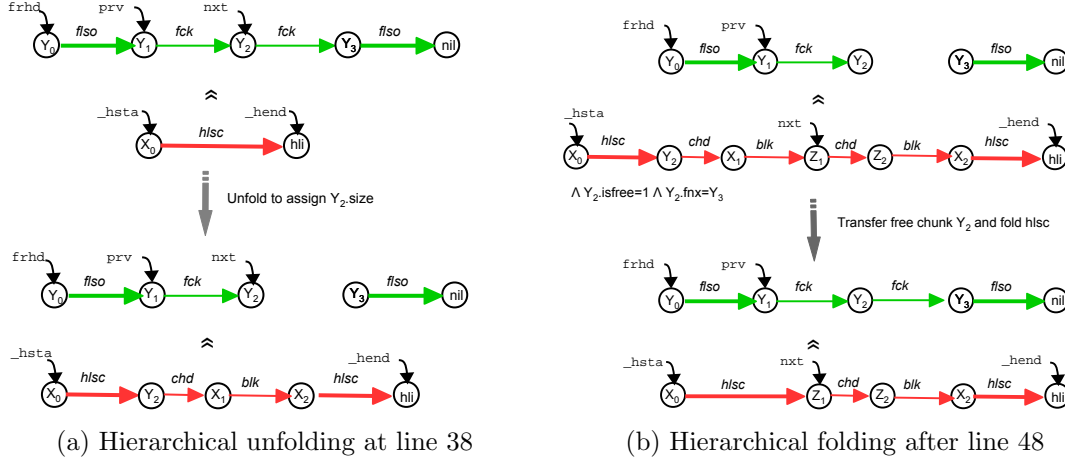 frhd prv nxt
flso fck fck flso
Y0 Y1 Y2 Y3 nil
_hsta _hend
hlsc
X0 hli
Unfold to assign Y2.size
frhd prv nxt
flso fck flso
Y0 Y1 Y2 Y3 nil
_hsta _hend
hlsc chd blk hlsc
X0 Y2 X1 X2 hli
(a) Hierarchical unfolding at line 38
frhd prv
flso fck flso
Y0 Y1 Y2 Y3 nil
_hsta nxt _hend
hlsc chd blk chd blk hlsc
X0 Y2 X1 Z1 Z2 X2 hli
∧ Y2.isfree=1 ∧ Y2.fnx=Y3
Transfer free chunk Y2 and fold hlsc
frhd prv
flso fck fck flso
Y0 Y1 Y2 Y3 nil
_hsta nxt _hend
hlsc chd blk hlsc
X0 Z1 Z2 X2 hli
(b) Hierarchical folding after line 48